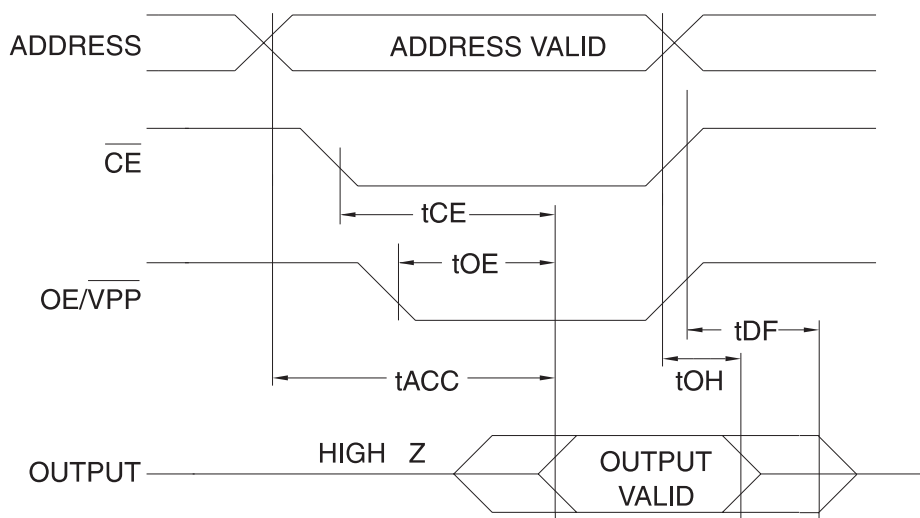 ADDRESS
ADDRESS VALID
CE
tCE
tOE
OE/VPP
tDF
tACC
tOH
HIGH Z
OUTPUT
OUTPUT
VALID